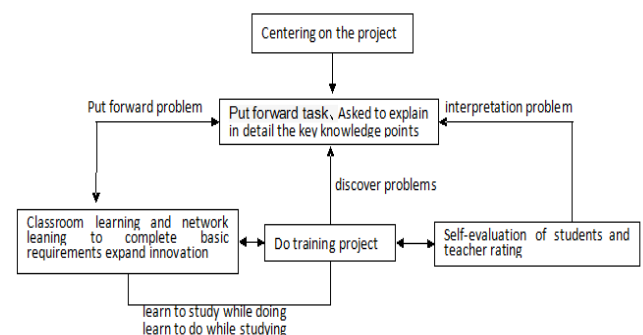 Centering on the project
Put forward problem
Put forward task、Asked to explain
in detail the key knowledge points
interpretation problem
discover problems
Classroom learning and network
leaning to complete basic
requirements expand innovation
Do training project
Self-evaluation of students and
teacher rating
learn to study while doing
learn to do while studying